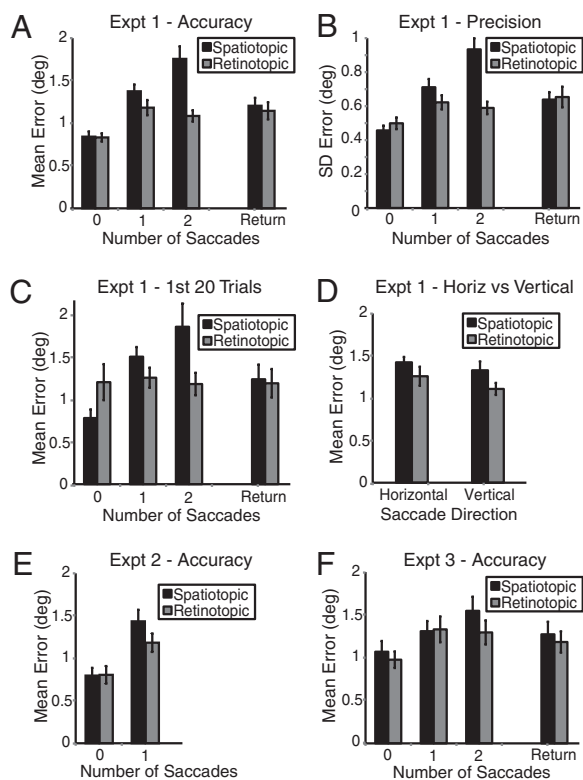 A
Expt 1 - Accuracy
Spatiotopic
Retinotopic
Mean Error (deg)
2
1.5
1
0.5
0
0 1 2 Return
Number of Saccades
B
Expt 1 - Precision
Spatiotopic
Retinotopic
SD Error (deg)
1
0.8
0.6
0.4
0.2
0
0 1 2 Return
Number of Saccades
C
Expt 1 - 1st 20 Trials
Spatiotopic
Retinotopic
Mean Error (deg)
2
1.5
1
0.5
0
0 1 2 Return
Number of Saccades
D
Expt 1 - Horiz vs Vertical
Spatiotopic
Retinotopic
Mean Error (deg)
2
1.5
1
0.5
0
Horizontal Vertical
Saccade Direction
E
Expt 2 - Accuracy
Spatiotopic
Retinotopic
Mean Error (deg)
2
1.5
1
0.5
0
0 1
Number of Saccades
F
Expt 3 - Accuracy
Spatiotopic
Retinotopic
Mean Error (deg)
2
1.5
1
0.5
0
0 1 2 Return
Number of Saccades